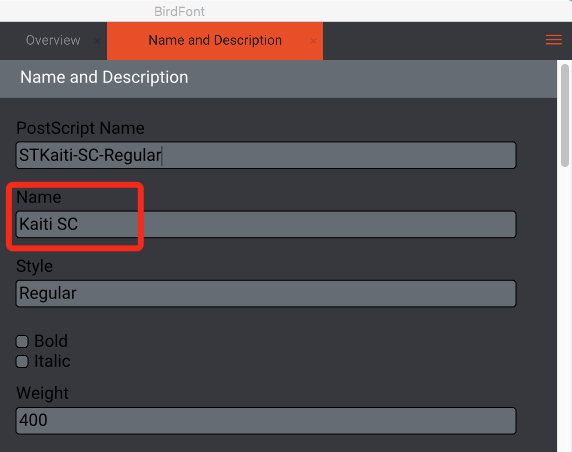 BirdFont
Overview × Name and Description ×
Name and Description
PostScript Name
STKaiti-SC-Regular
Name
Kaiti SC
Style
Regular
Bold
Italic
Weight
400